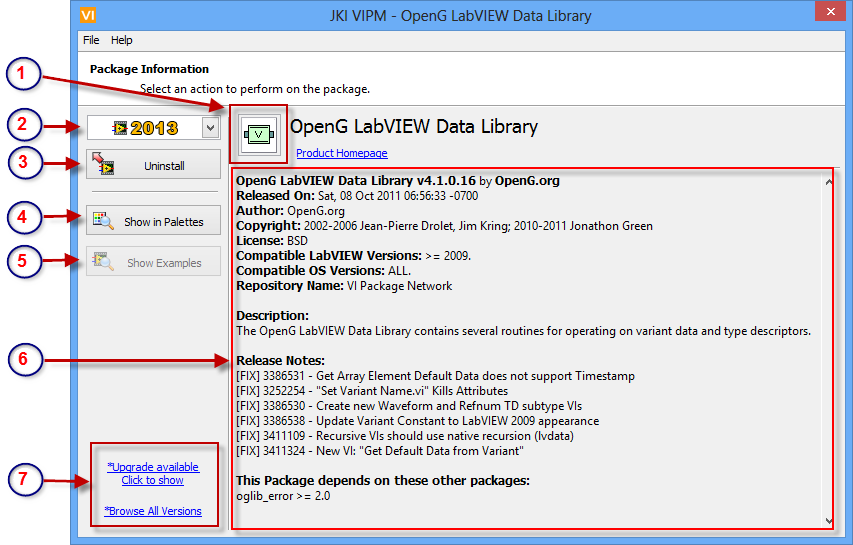 VI
JKI VIPM - OpenG LabVIEW Data Library
File Help
Package Information
Select an action to perform on the package.
1
2
3
4
5
6
7
2013
Uninstall
Show in Palettes
Show Examples
*Upgrade available
Click to show
*Browse All Versions
V
OpenG LabVIEW Data Library
Product Homepage
OpenG LabVIEW Data Library v4.1.0.16 by OpenG.org
Released On: Sat, 08 Oct 2011 06:56:33 -0700
Author: OpenG.org
Copyright: 2002-2006 Jean-Pierre Drolet, Jim Kring; 2010-2011 Jonathon Green
License: BSD
Compatible LabVIEW Versions: >= 2009.
Compatible OS Versions: ALL.
Repository Name: VI Package Network
Description:
The OpenG LabVIEW Data Library contains several routines for operating on variant data and type descriptors.
Release Notes:
[FIX] 3386531 - Get Array Element Default Data does not support Timestamp
[FIX] 3252254 - "Set Variant Name.vi" Kills Attributes
[FIX] 3386530 - Create new Waveform and Refnum TD subtype VIs
[FIX] 3386538 - Update Variant Constant to LabVIEW 2009 appearance
[FIX] 3411109 - Recursive VIs should use native recursion (lvdata)
[FIX] 3411324 - New VI: "Get Default Data from Variant"
This Package depends on these other packages:
oglib_error >= 2.0